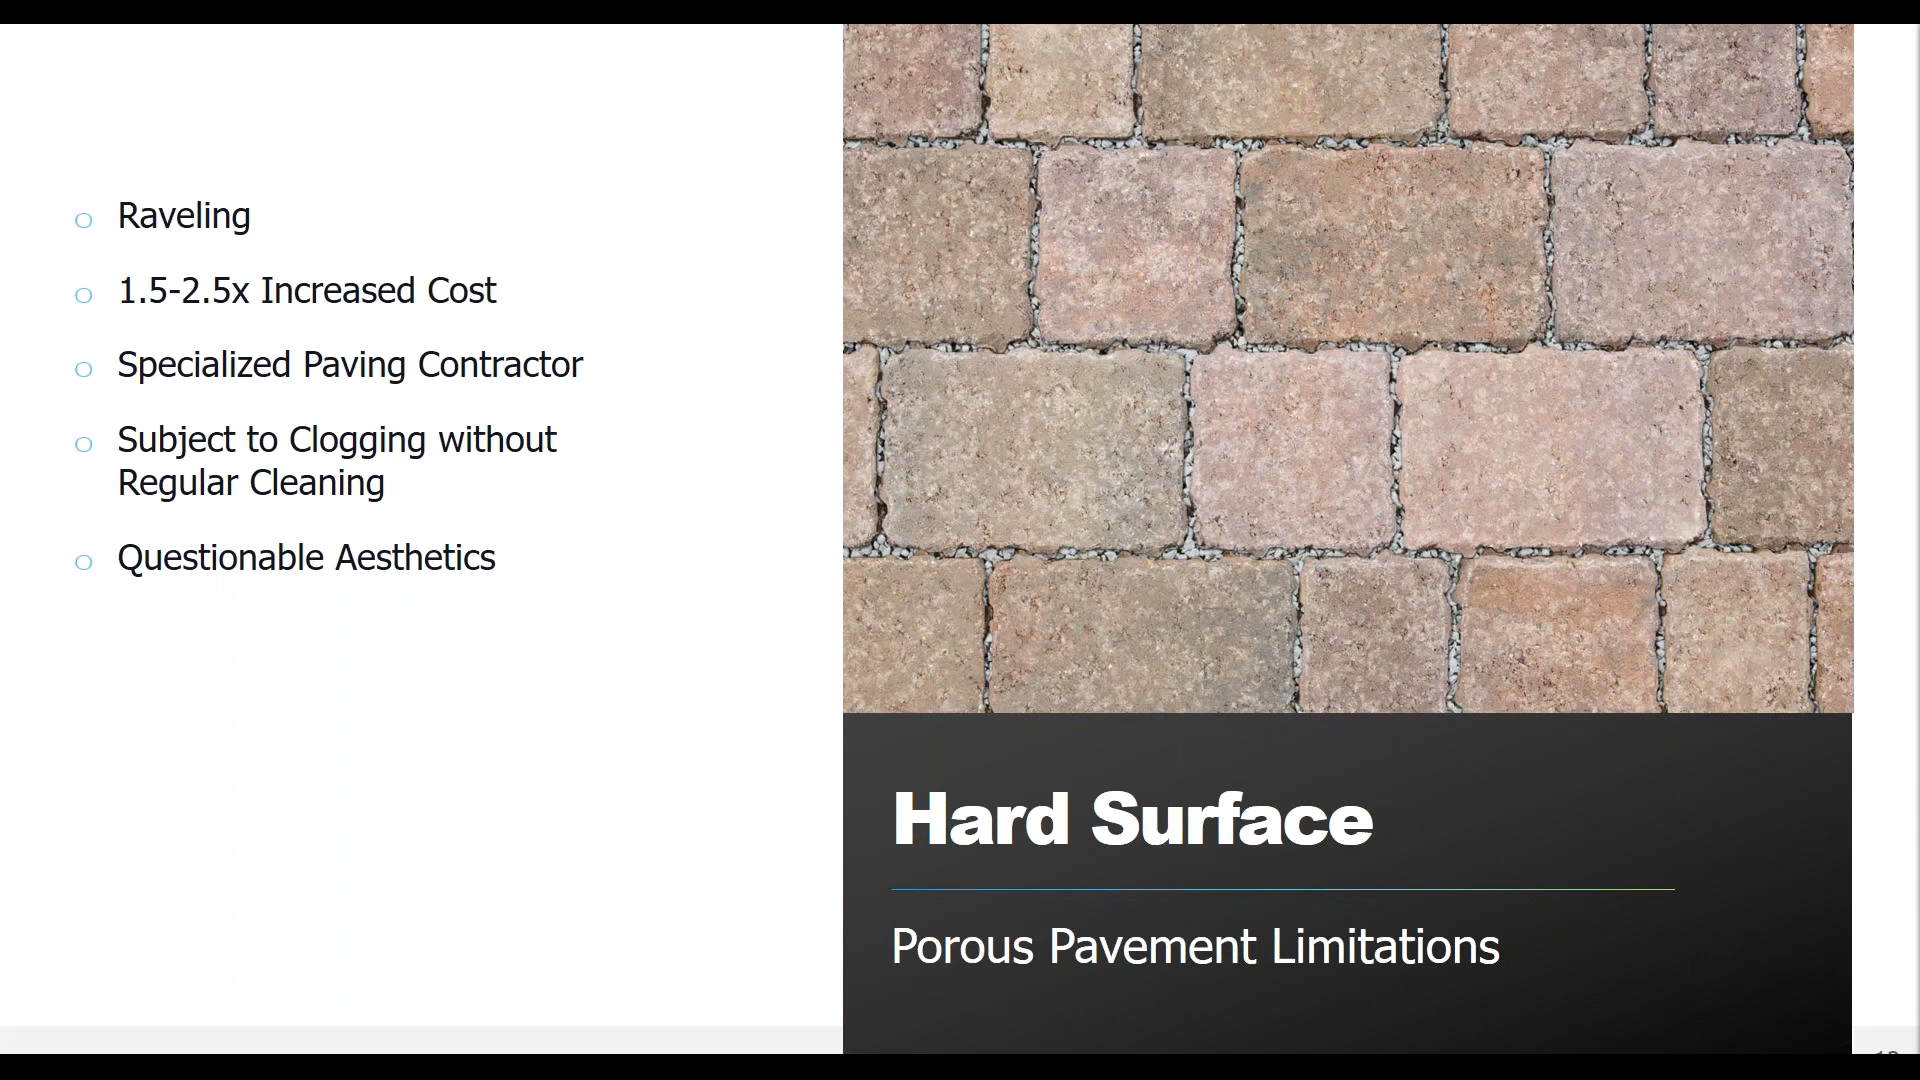 Raveling
1.5-2.5x Increased Cost
Specialized Paving Contractor
Subject to Clogging without
Regular Cleaning
Questionable Aesthetics
Hard Surface
Porous Pavement Limitations